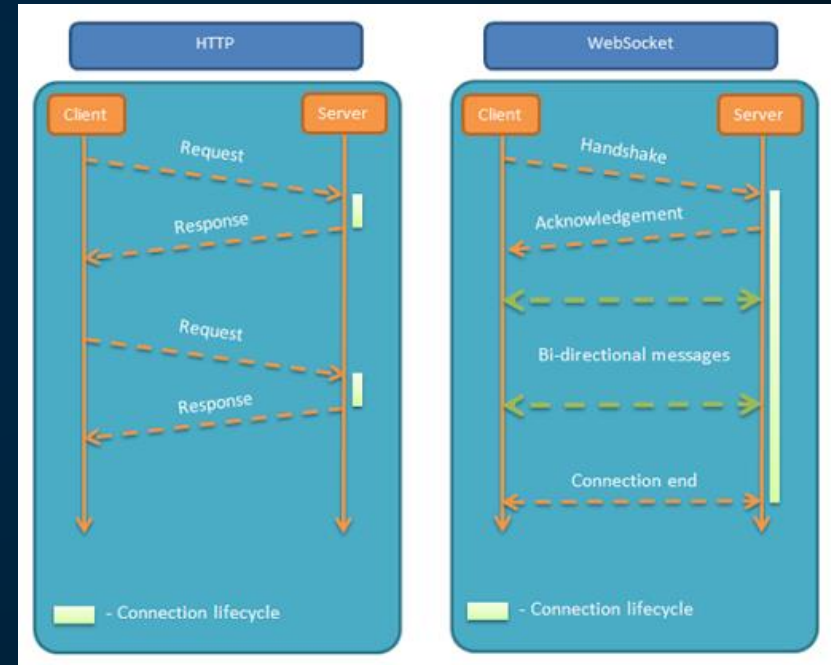 HTTP
Client
Server
Request
Response
Request
Response
- Connection lifecycle
WebSocket
Client
Server
Handshake
Acknowledgement
Bi-directional messages
Connection end
- Connection lifecycle